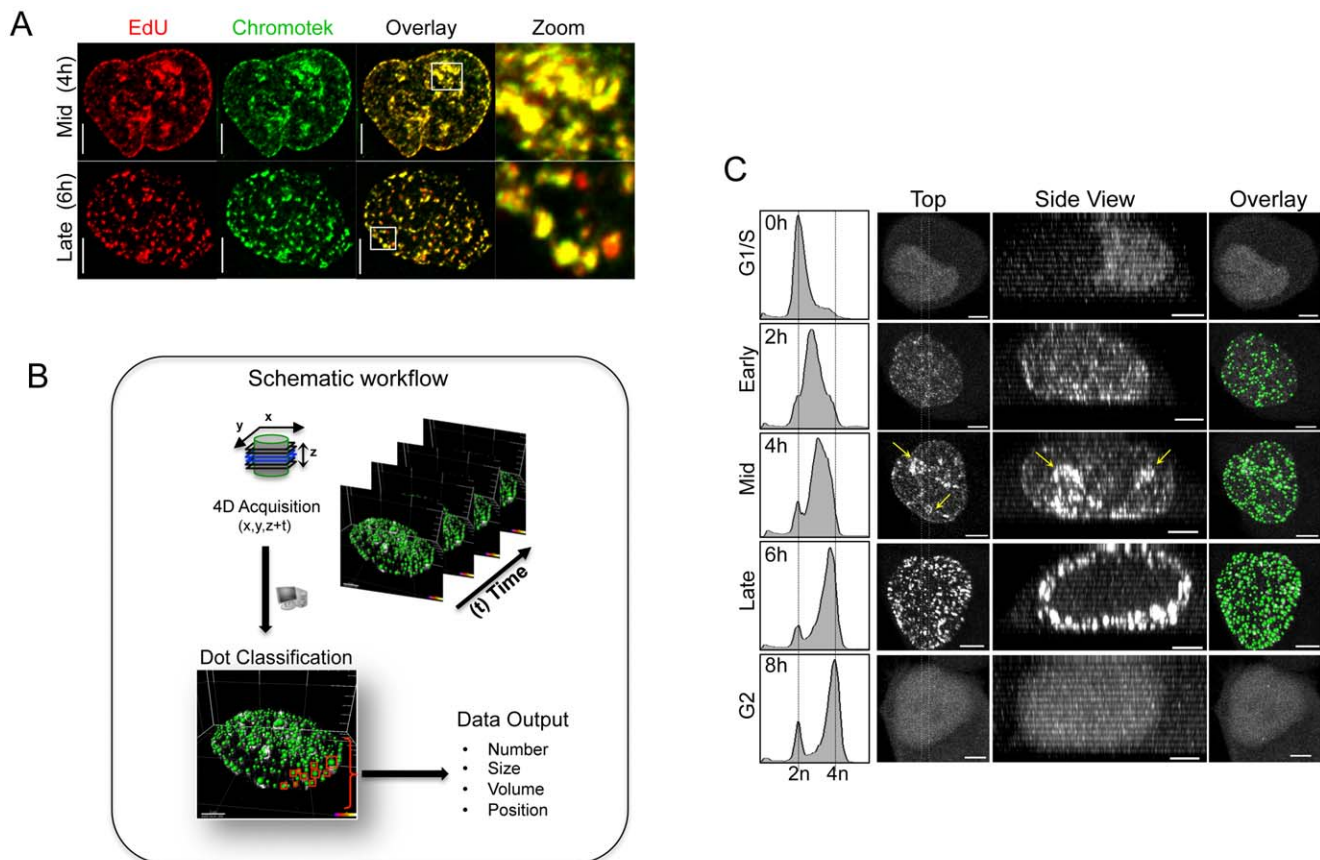 A
EdU Chromotek Overlay Zoom
Mid (4h)
Late (6h)
B
Schematic workflow
x
y
z
4D Acquisition
(x,y,z+t)
(t) Time
Dot Classification
Data Output
• Number
• Size
• Volume
• Position
C
Top Side View Overlay
G1/S
0h
Early
2h
Mid
4h
Late
6h
G2
8h
2n 4n